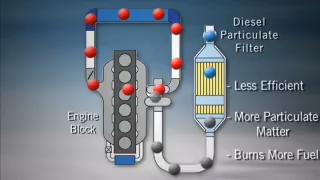 Diesel
Particulate
Filter
- Less Efficient
- More Particulate
Matter
- Burns More Fuel
Engine
Block